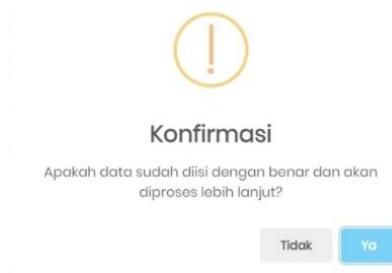 Konfirmasi
Apakah data sudah diisi dengan benar dan akan
diproses lebih lanjut?
Tidak Ya